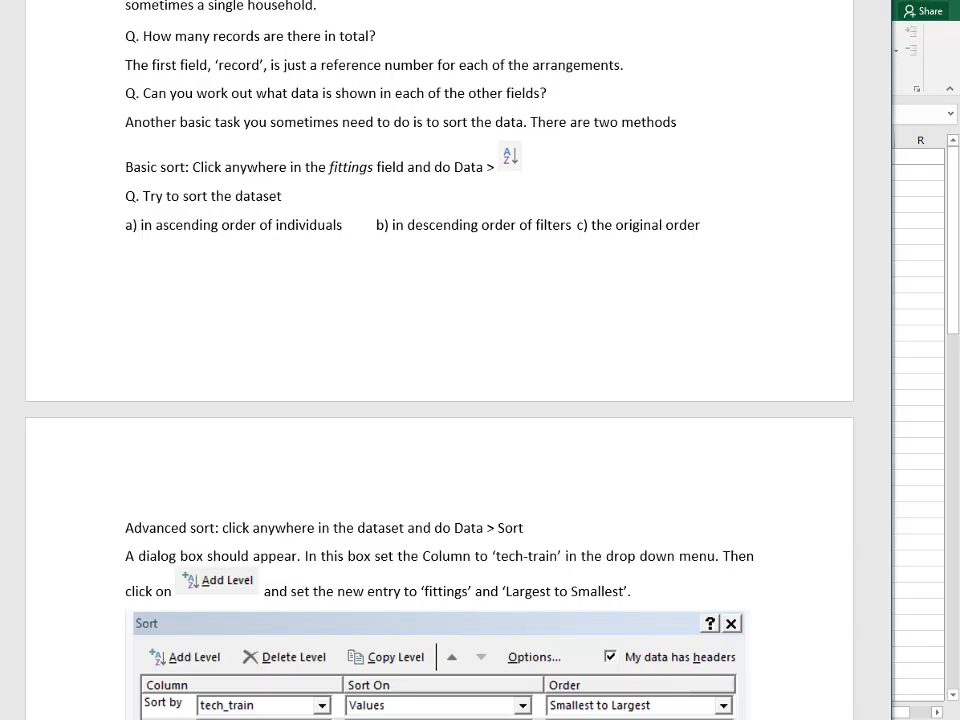 sometimes a single household.
Share
Q. How many records are there in total?
The first field, ‘record’, is just a reference number for each of the arrangements.
Q. Can you work out what data is shown in each of the other fields?
Another basic task you sometimes need to do is to sort the data. There are two methods
R
Basic sort: Click anywhere in the fittings field and do Data > AZ
Q. Try to sort the dataset
a) in ascending order of individuals b) in descending order of filters c) the original order
Advanced sort: click anywhere in the dataset and do Data > Sort
A dialog box should appear. In this box set the Column to ‘tech-train’ in the drop down menu. Then
click on Add Level and set the new entry to ‘fittings’ and ‘Largest to Smallest’.
Sort ?
Add Level Delete Level Copy Level Options... My data has headers
Column Sort On Order
Sort by tech_train Values Smallest to Largest